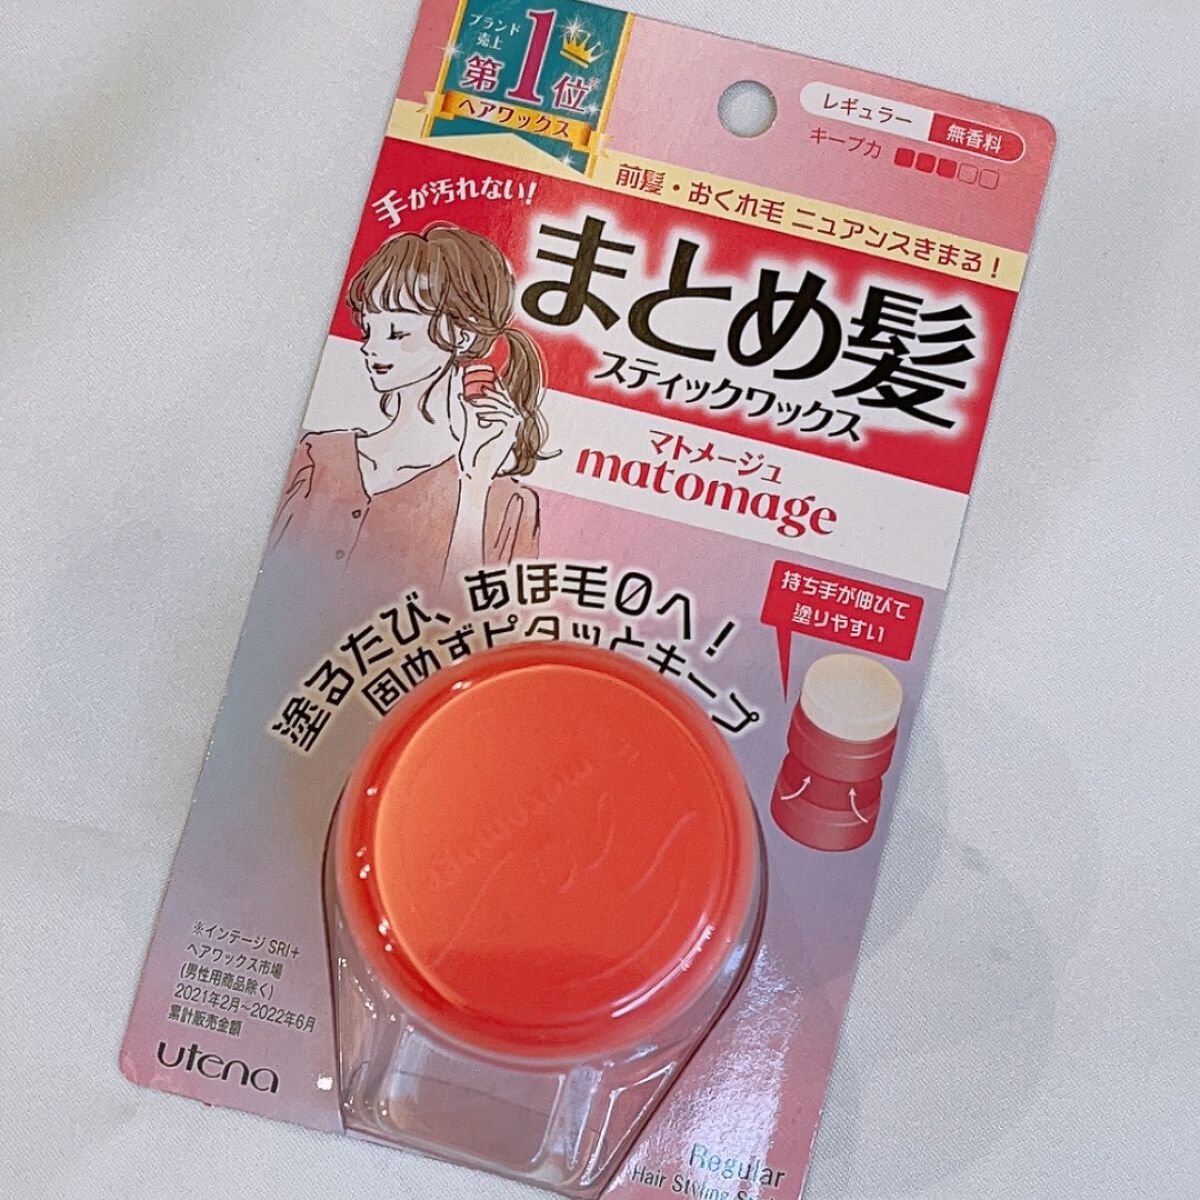 ブランド
売上
第1位※
ヘアワックス
レギュラー 無香料
キープ力
前髪・おくれ毛 ニュアンスきまる!
手が汚れない!
まとめ髪
スティックワックス
マトメージュ
matomage
持ち手が伸びて
塗りやすい
塗るたび、あほ毛0へ!
固めずピタッとキープ
※インテージSRI+
ヘアワックス市場
(男性用商品除く)
2021年2月~2022年6月
累計販売金額
utena
Regular
Hair Styling